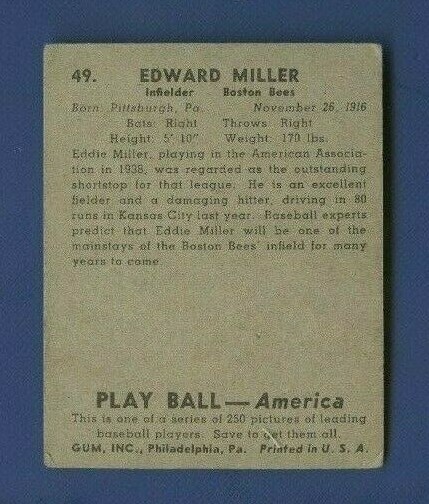 49. EDWARD MILLER
Infielder Boston Bees
Born: Pittsburgh, Pa. November 26, 1916
Bats: Right Throws: Right
Height: 5' 10" Weight: 170 lbs.
Eddie Miller, playing in the American Associa-
tion in 1938, was regarded as the outstanding
shortstop for that league. He is an excellent
fielder and a damaging hitter, driving in 80
runs in Kansas City last year. Baseball experts
predict that Eddie Miller will be one of the
mainstays of the Boston Bees' infield for many
years to come.
PLAY BALL—America
This is one of a series of 250 pictures of leading
baseball players. Save to get them all.
GUM, INC., Philadelphia, Pa. Printed in U. S. A.